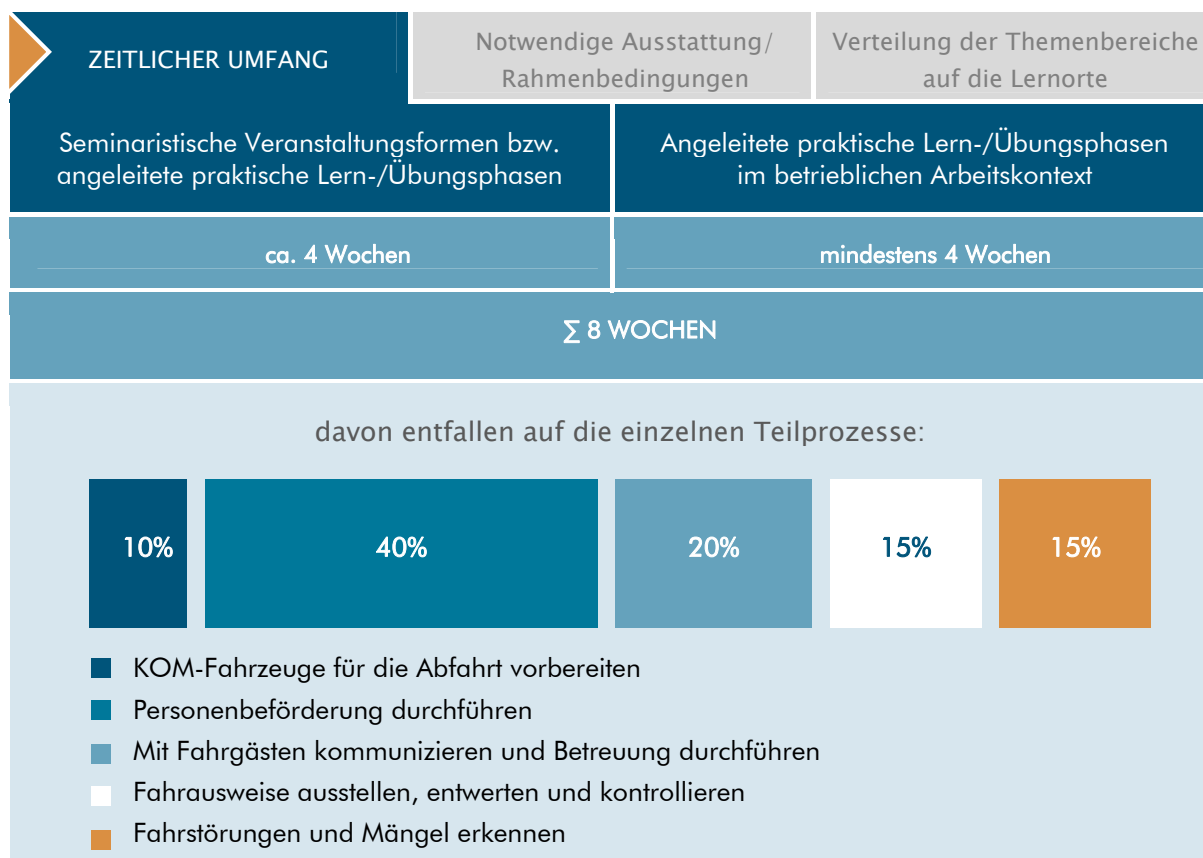 ZEITLICHER UMFANG
Notwendige Ausstattung/
Rahmenbedingungen
Verteilung der Themenbereiche
auf die Lernorte
Seminaristische Veranstaltungsformen bzw.
angeleitete praktische Lern-/Übungsphasen
Angeleitete praktische Lern-/Übungsphasen
im betrieblichen Arbeitskontext
ca. 4 Wochen
mindestens 4 Wochen
∑ 8 WOCHEN
davon entfallen auf die einzelnen Teilprozesse:
10%
40%
20%
15%
15%
KOM-Fahrzeuge für die Abfahrt vorbereiten
Personenbeförderung durchführen
Mit Fahrgästen kommunizieren und Betreuung durchführen
Fahrausweise ausstellen, entwerten und kontrollieren
Fahrstörungen und Mängel erkennen